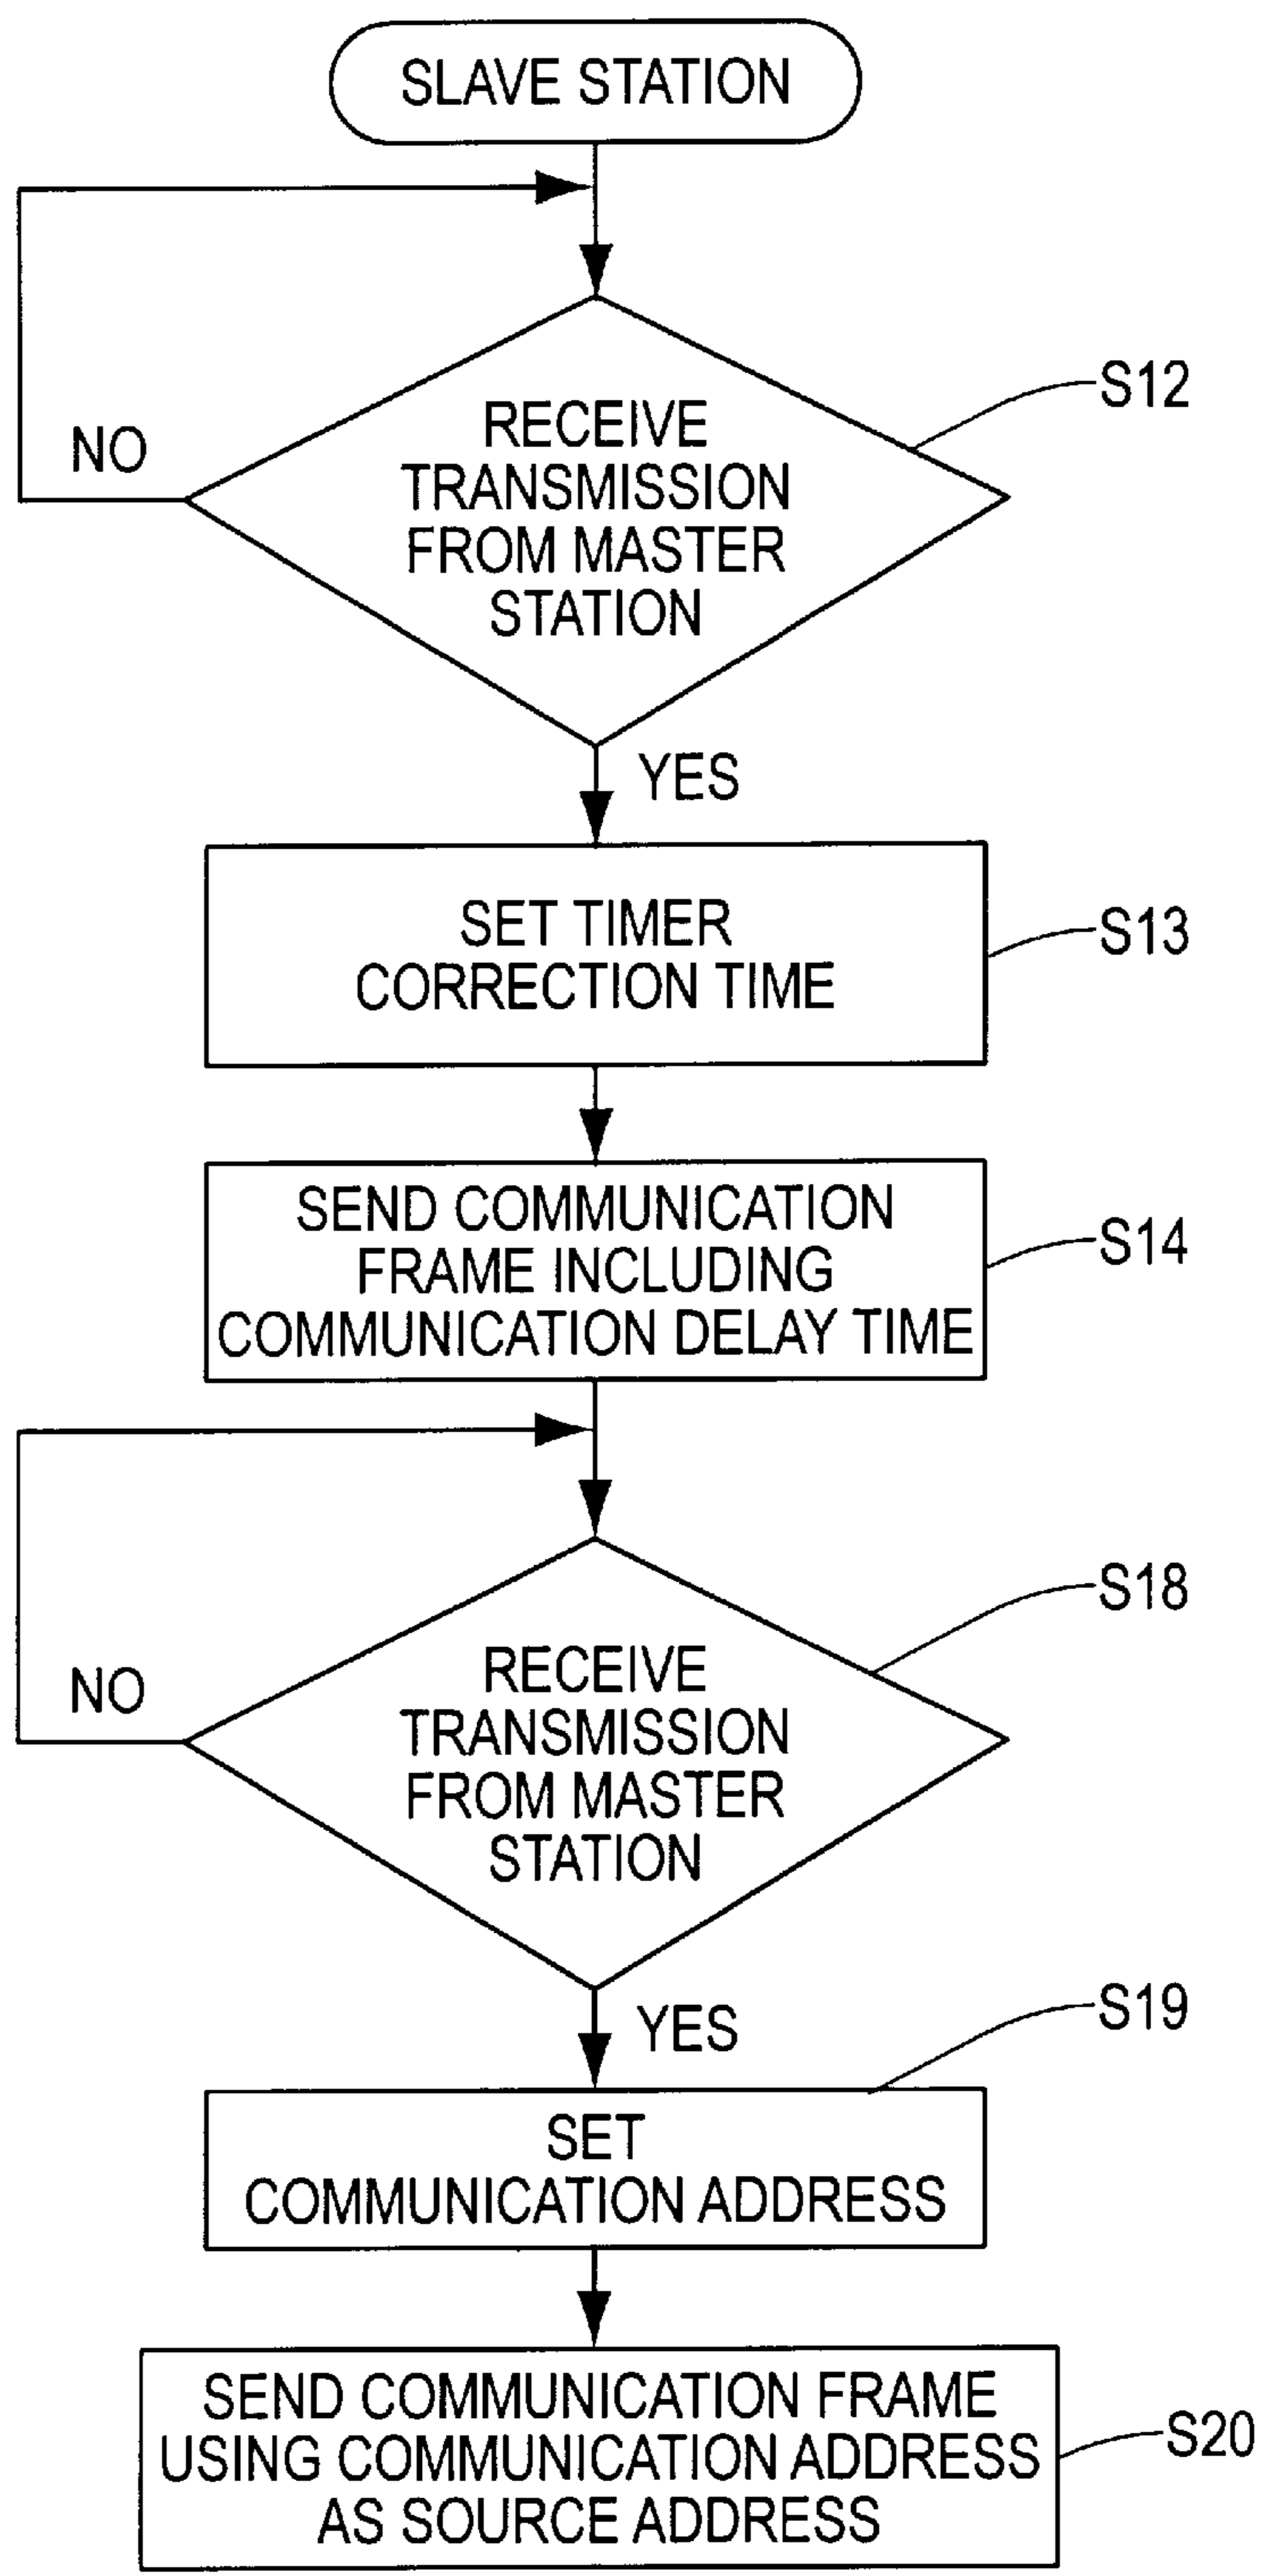 SLAVE STATION
S12
RECEIVE
TRANSMISSION
FROM MASTER
STATION
NO
YES
SET TIMER
CORRECTION TIME
S13
SEND COMMUNICATION
FRAME INCLUDING
COMMUNICATION DELAY TIME
S14
S18
RECEIVE
TRANSMISSION
FROM MASTER
STATION
NO
YES
S19
SET
COMMUNICATION ADDRESS
SEND COMMUNICATION FRAME
USING COMMUNICATION ADDRESS
AS SOURCE ADDRESS
S20